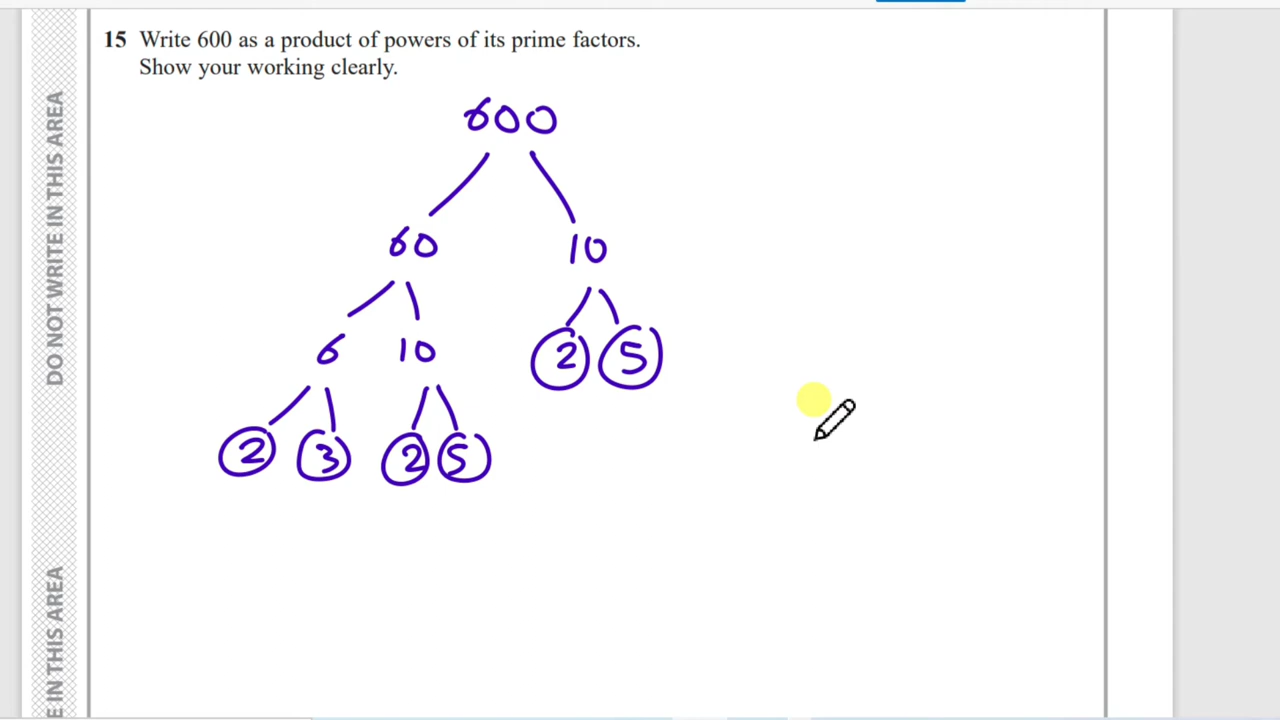 15 Write 600 as a product of powers of its prime factors.
Show your working clearly.
600
60 10
6 10 2 5
2 3 2 5
DO NOT WRITE IN THIS AREA
E IN THIS AREA